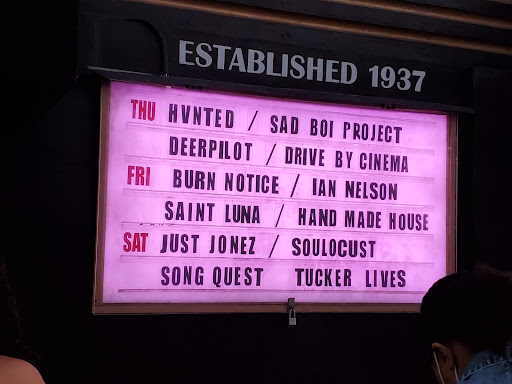 ESTABLISHED 1937
THU HVNTED / SAD BOI PROJECT
DEERPILOT / DRIVE BY CINEMA
FRI BURN NOTICE / IAN NELSON
SAINT LUNA / HAND MADE HOUSE
SAT JUST JONEZ / SOULOCUST
SONG QUEST TUCKER LIVES